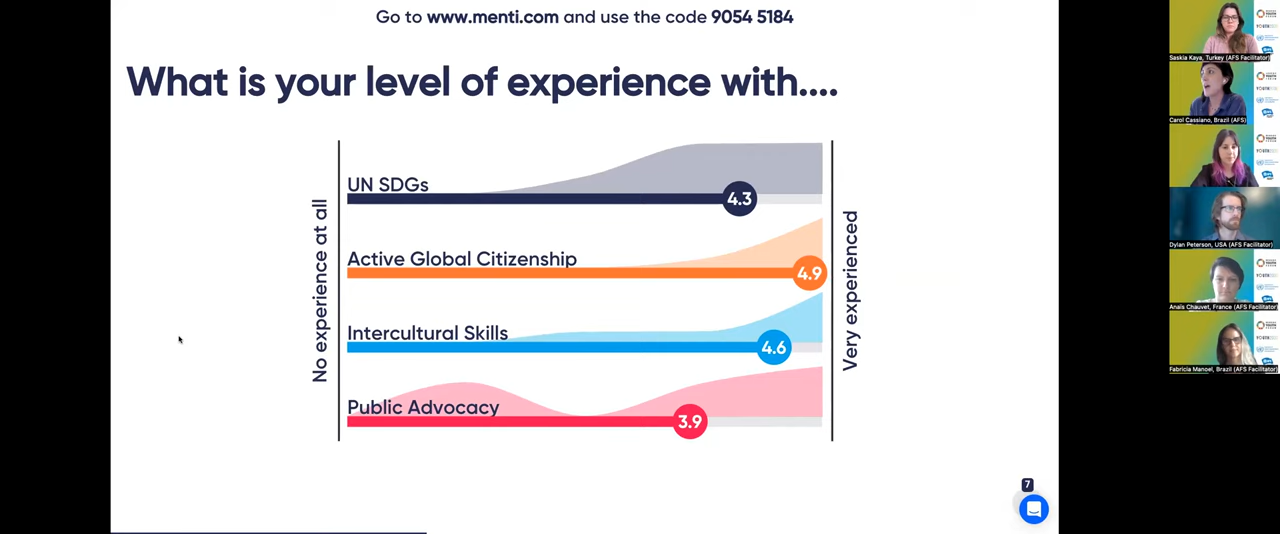 Go to www.menti.com and use the code 9054 5184
What is your level of experience with....
No experience at all
UN SDGs
4.3
Active Global Citizenship
4.9
Intercultural Skills
4.6
Public Advocacy
3.9
Very experienced
7
Saskia Kaya, Turkey (AFS Facilitator)
Carol Cassiano, Brazil (AFS)
Dylan Peterson, USA (AFS Facilitator)
Anaïs Chauvet, France (AFS Facilitator)
Fabricia Manoel, Brazil (AFS Facilitator)